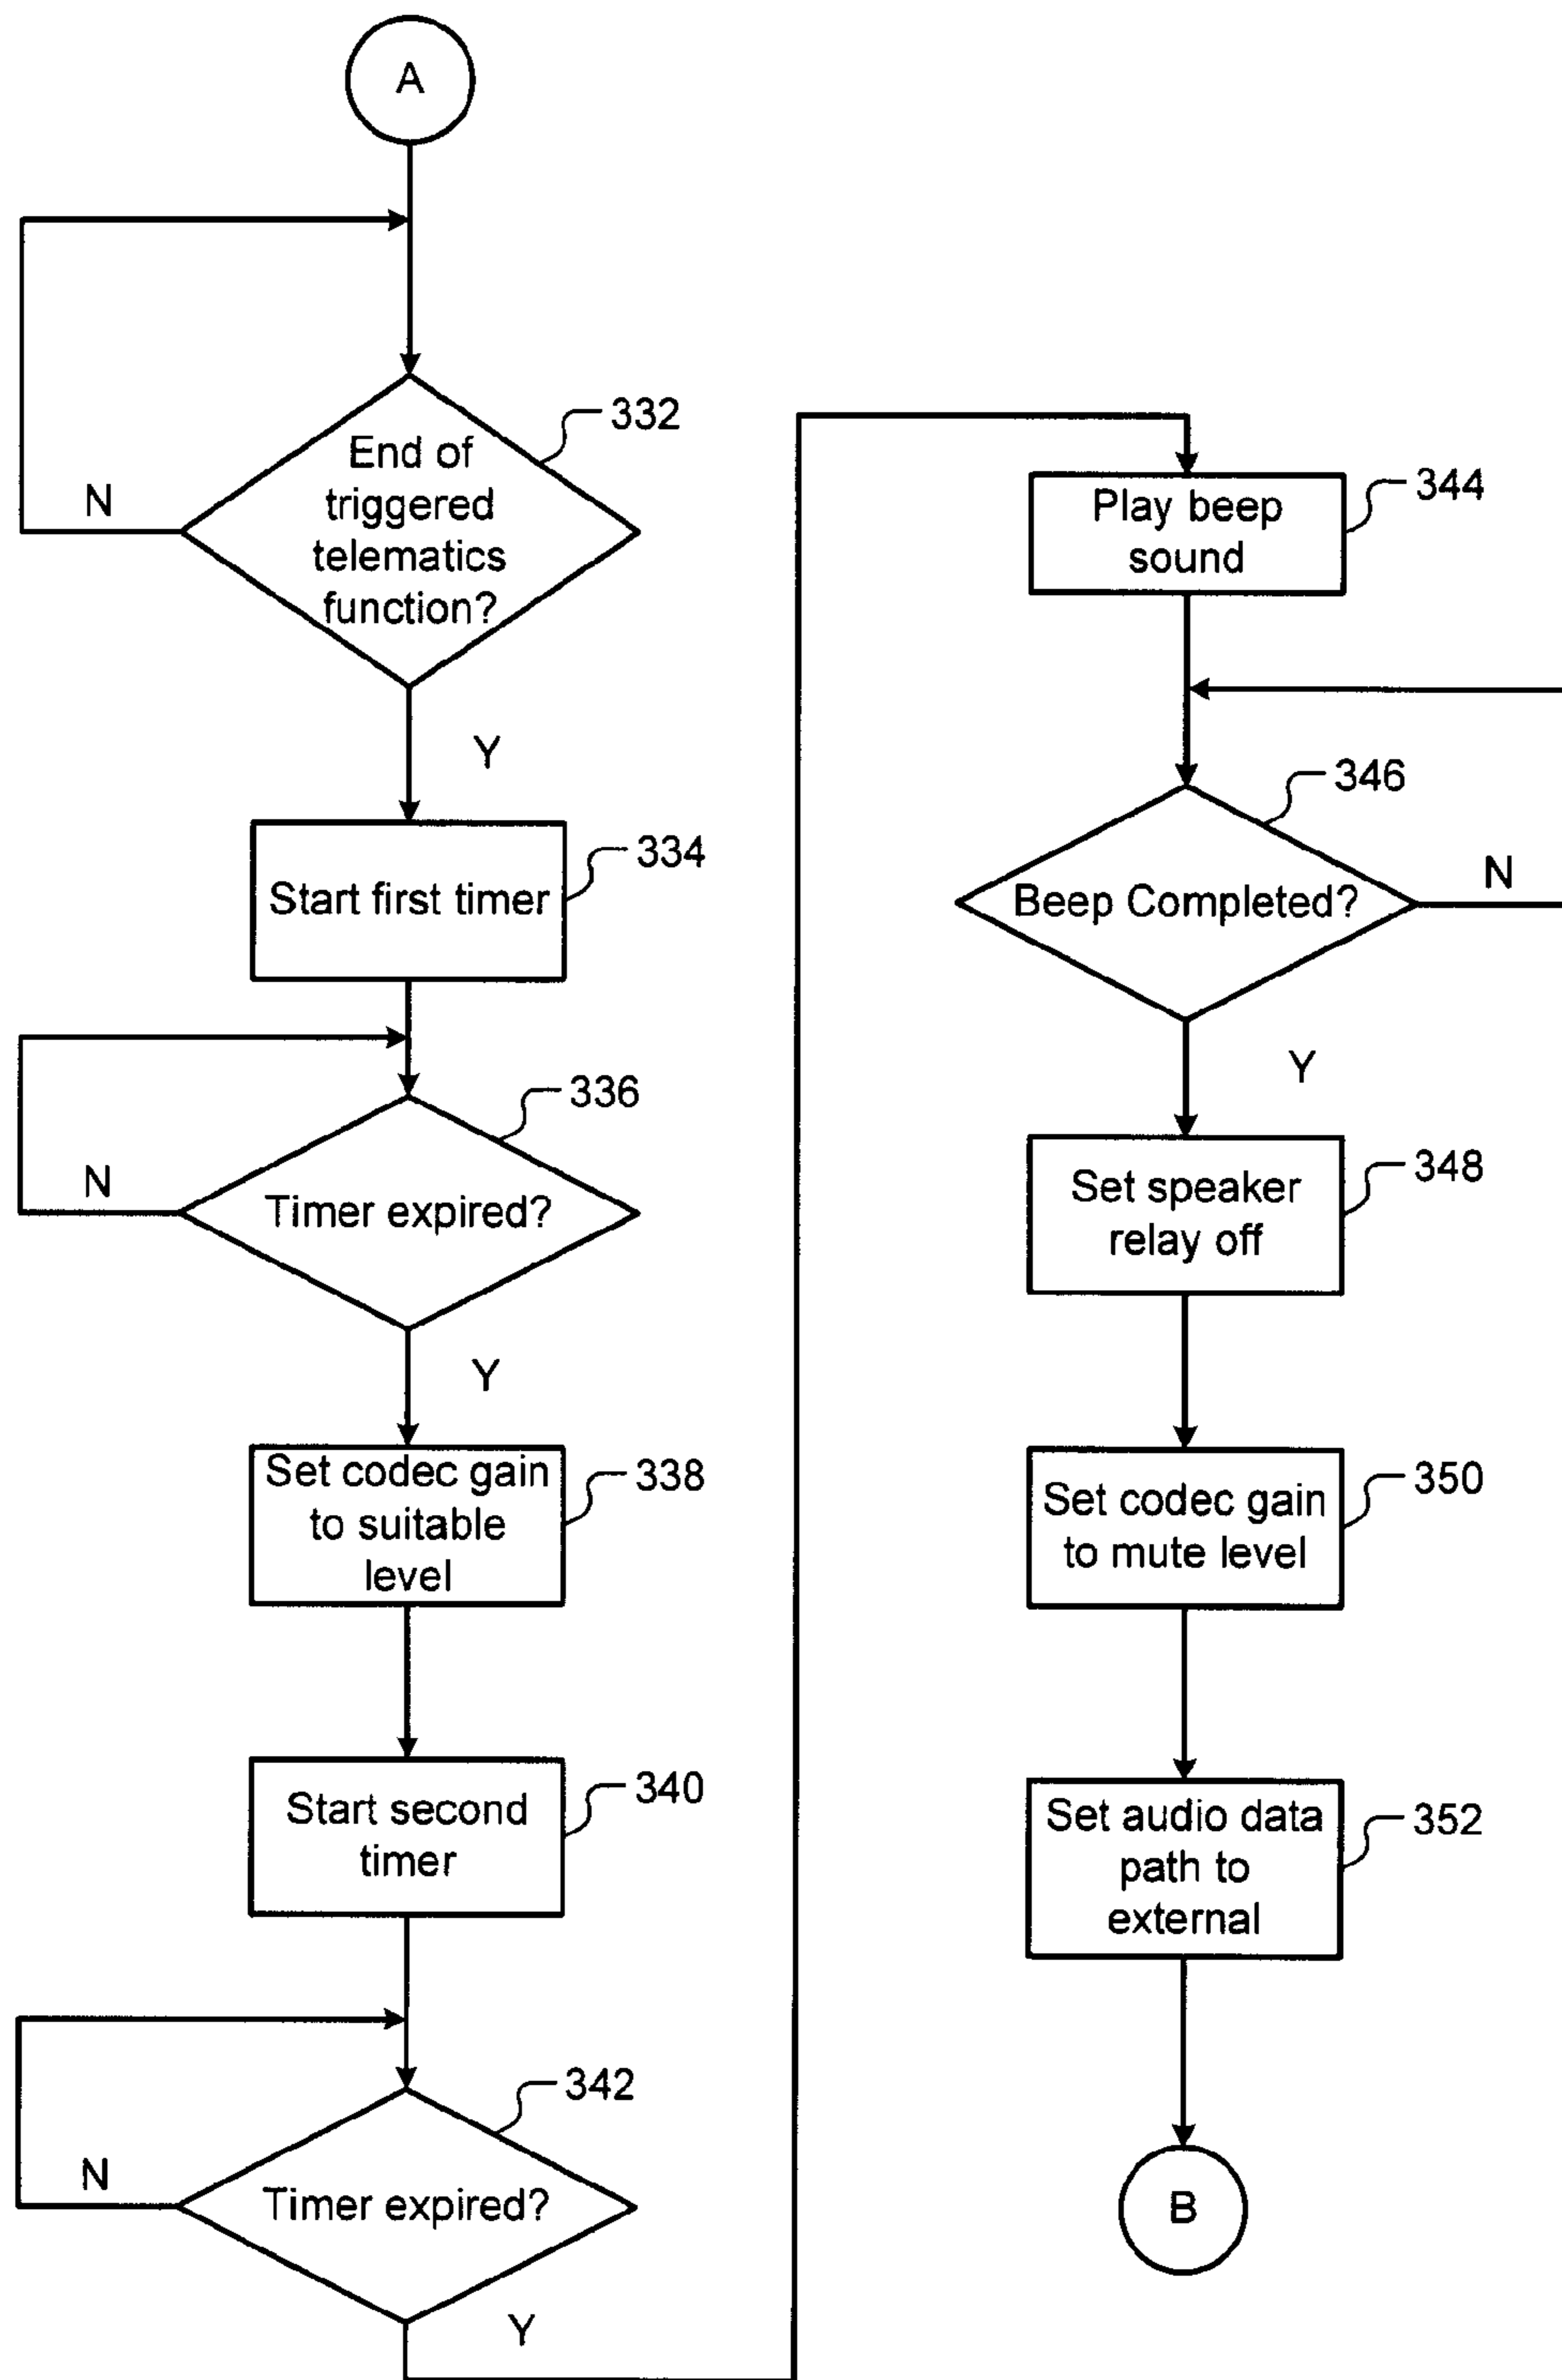 A
End of
triggered
telematics
function?
332
N
Y
Start first timer
334
Timer expired?
336
N
Y
Set codec gain
to suitable
level
338
Start second
timer
340
Timer expired?
342
N
Y
Play beep
sound
344
Beep Completed?
346
N
Y
Set speaker
relay off
348
Set codec gain
to mute level
350
Set audio data
path to
external
352
B